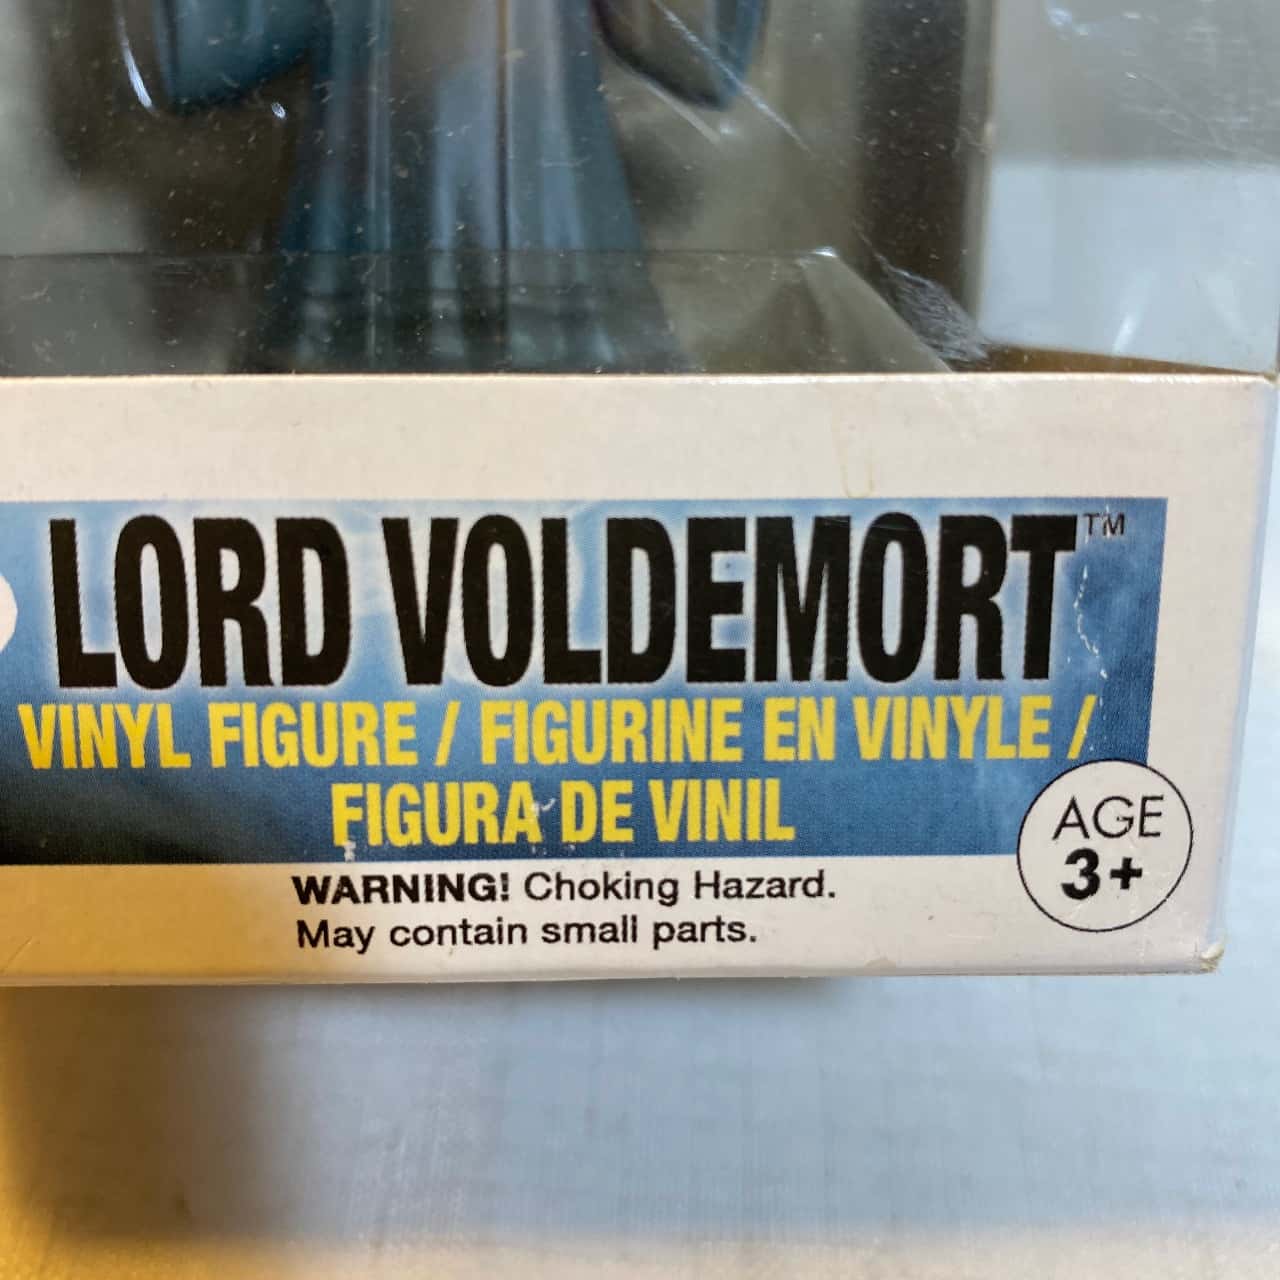 LORD VOLDEMORT™
VINYL FIGURE / FIGURINE EN VINYLE /
FIGURA DE VINIL
WARNING! Choking Hazard.
May contain small parts.
AGE
3+